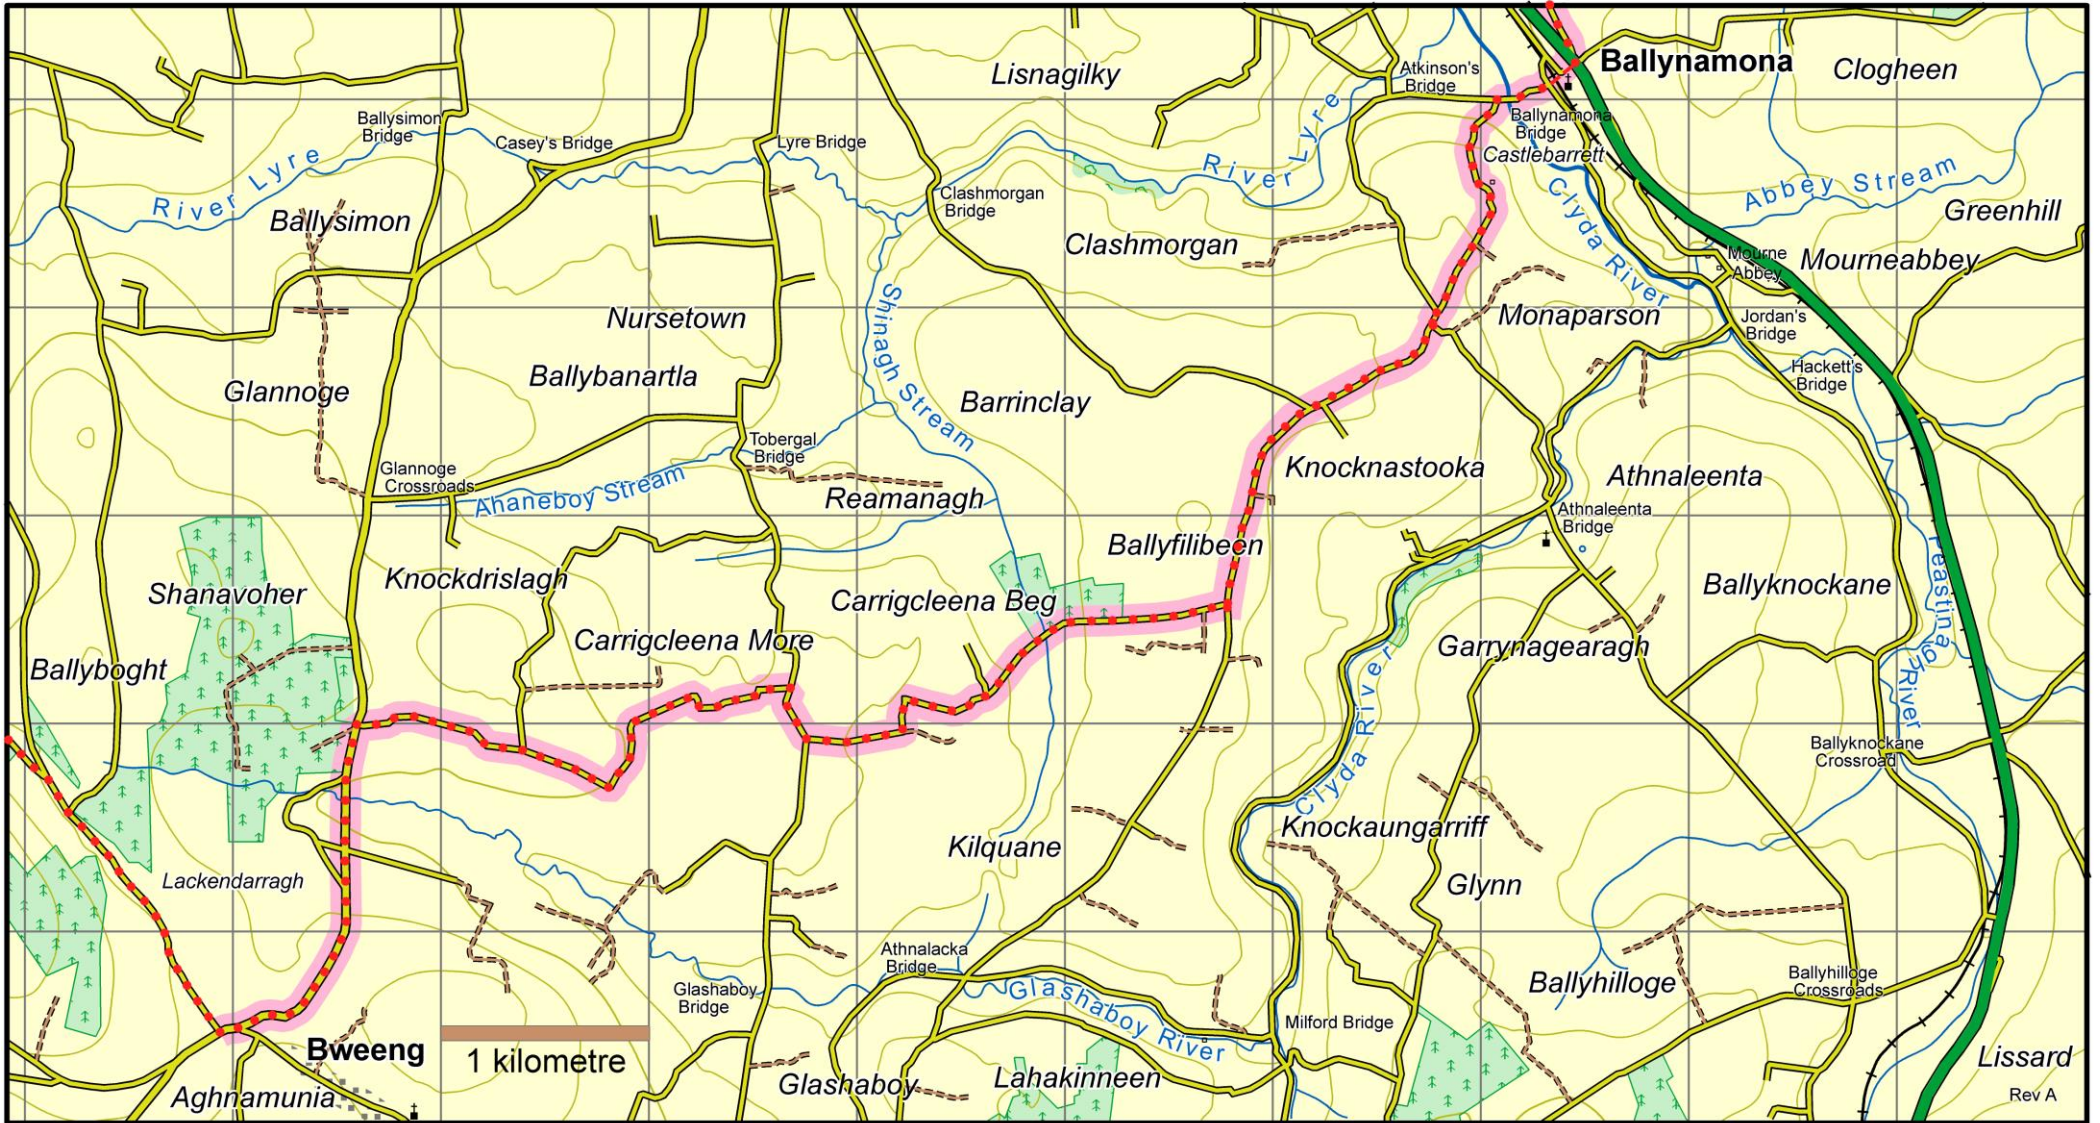 Ballynamona
Clogheen
Lisnagilky
Atkinson's
Bridge
Ballynamona
Bridge
Castlebarrett
Ballysimon
Bridge
Casey's Bridge
Lyre Bridge
River Lyre
River Lyre
Clashmorgan
Bridge
Clyda River
Abbey Stream
Greenhill
Ballysimon
Clashmorgan
Mourne
Abbey
Mourneabbey
Nursetown
Shinagh Stream
Monaparson
Jordan's
Bridge
Hackett's
Bridge
Glannoge
Ballybanartla
Barrinclay
Tobergal
Bridge
Glannoge
Crossroads
Ahaneboy Stream
Reamanagh
Knocknastooka
Athnaleenta
Athnaleenta
Bridge
Ballyfilibeen
Shanavoher
Knockdrislagh
Carrigcleena Beg
Ballyknockane
Feastinagh River
Carrigcleena More
Garrynagearagh
Ballyboght
Clyda River
Ballyknockane
Crossroad
Knockaungarriff
Kilquane
Lackendarragh
Glynn
Athnalacka
Bridge
Glashaboy
Bridge
Glashaboy River
Ballyhilloge
Ballyhilloge
Crossroads
Milford Bridge
Bweeng
1 kilometre
Glashaboy
Lahakinneen
Lissard
Aghnamunia
Rev A